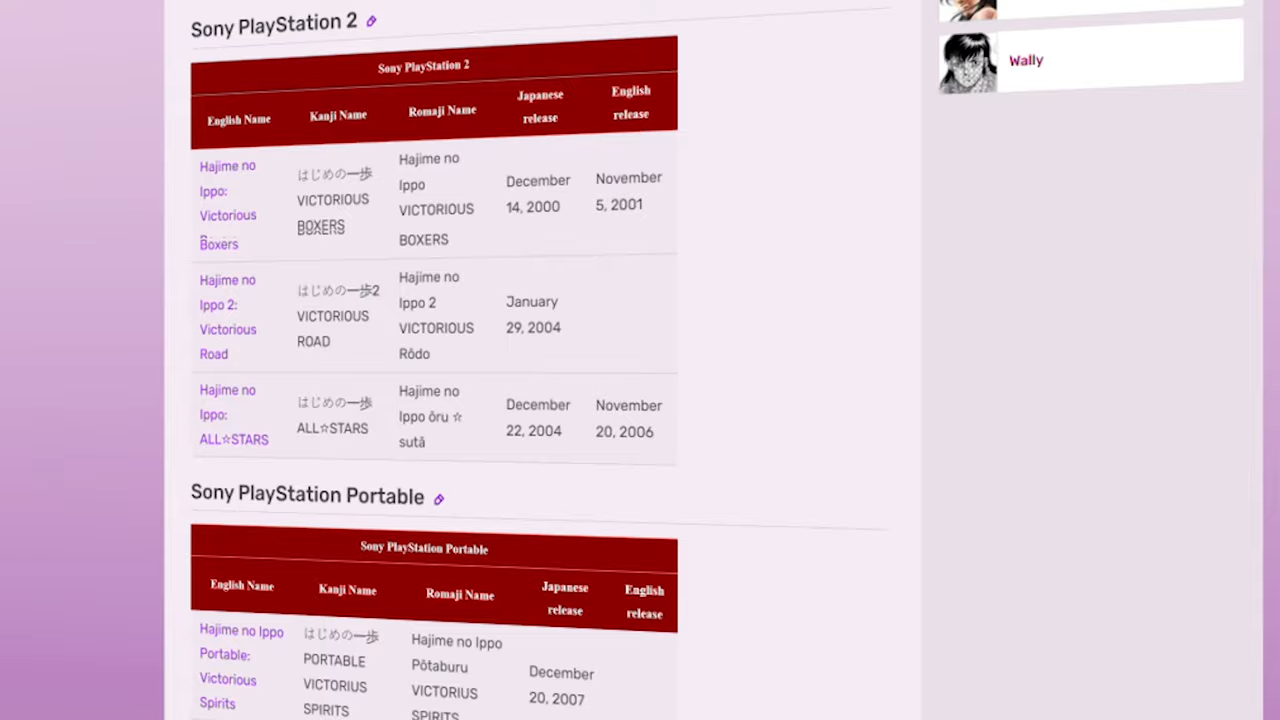 Sony PlayStation 2
Wally
Sony PlayStation 2
English Name
Kanji Name
Romaji Name
Japanese
release
English
release
Hajime no
Ippo:
Victorious
Boxers
はじめの一歩
VICTORIOUS
BOXERS
Hajime no
Ippo
VICTORIOUS
BOXERS
December
14, 2000
November
5, 2001
Hajime no
Ippo 2:
Victorious
Road
はじめの一歩2
VICTORIOUS
ROAD
Hajime no
Ippo 2
VICTORIOUS
Rōdo
January
29, 2004
Hajime no
Ippo:
ALL☆STARS
はじめの一歩
ALL☆STARS
Hajime no
Ippo ōru ☆
sutā
December
22, 2004
November
20, 2006
Sony PlayStation Portable
Sony PlayStation Portable
English Name
Kanji Name
Romaji Name
Japanese
release
English
release
Hajime no Ippo
Portable:
Victorious
Spirits
はじめの一歩
PORTABLE
VICTORIUS
SPIRITS
Hajime no Ippo
Pōtaburu
VICTORIUS
SPIRITS
December
20, 2007